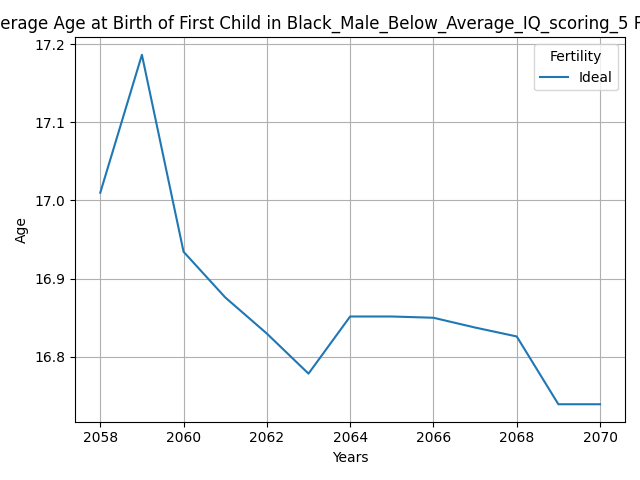 erage Age at Birth of First Child in Black_Male_Below_Average_IQ_scoring_5
Fertility
Ideal
17.2
17.1
17.0
16.9
16.8
Age
2058 2060 2062 2064 2066 2068 2070
Years